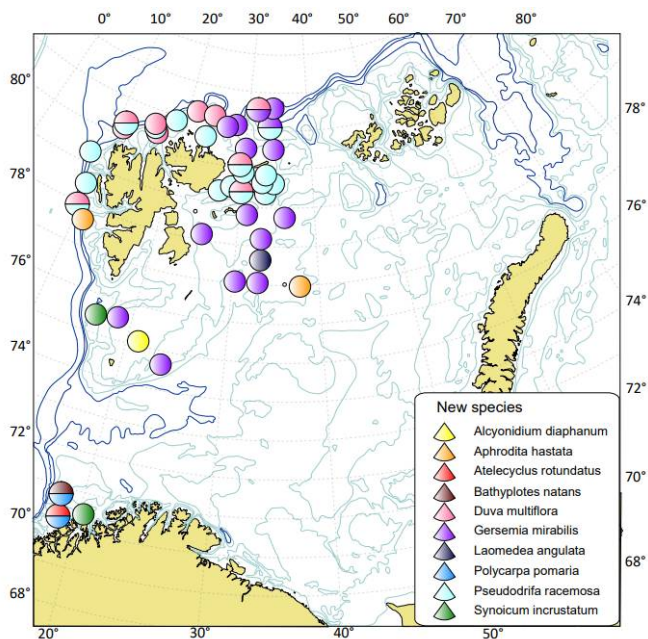 0° 10° 20° 30° 40° 50° 60° 70° 80°
80°
78°
78°
76°
76°
74°
74°
72°
72°
New species
Alcyonidium diaphanum
Aphrodita hastata
Atelecyclus rotundatus
Bathyplotes natans
Duva multiflora
Gersemia mirabilis
Laomedea angulata
Polycarpa pomaria
Pseudodrifa racemosa
Synoicum incrustatum
70°
70°
68°
68°
20° 30° 40° 50°